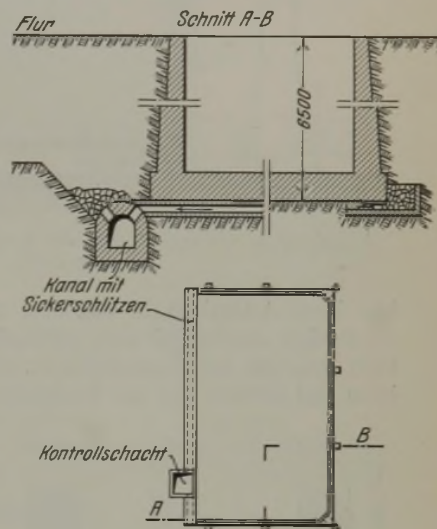 Flur
Schnitt A-B
6500
Kanal mit
Sickerschlitzen
Kontrollschacht
B
A